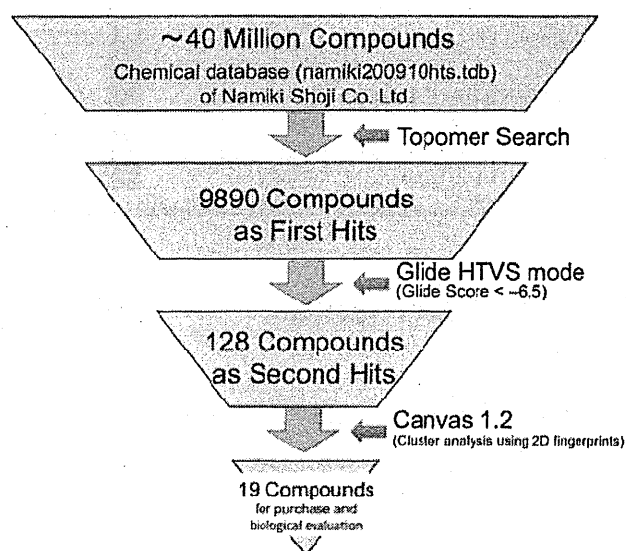 ~40 Million Compounds
Chemical database (namiki200910hts.tdb)
of Namiki Shoji Co. Ltd.
Topomer Search
9890 Compounds
as First Hits
Glide HTVS mode
(Glide Score < -6.5)
128 Compounds
as Second Hits
Canvas 1.2
(Cluster analysis using 2D fingerprints)
19 Compounds
for purchase and
biological evaluation